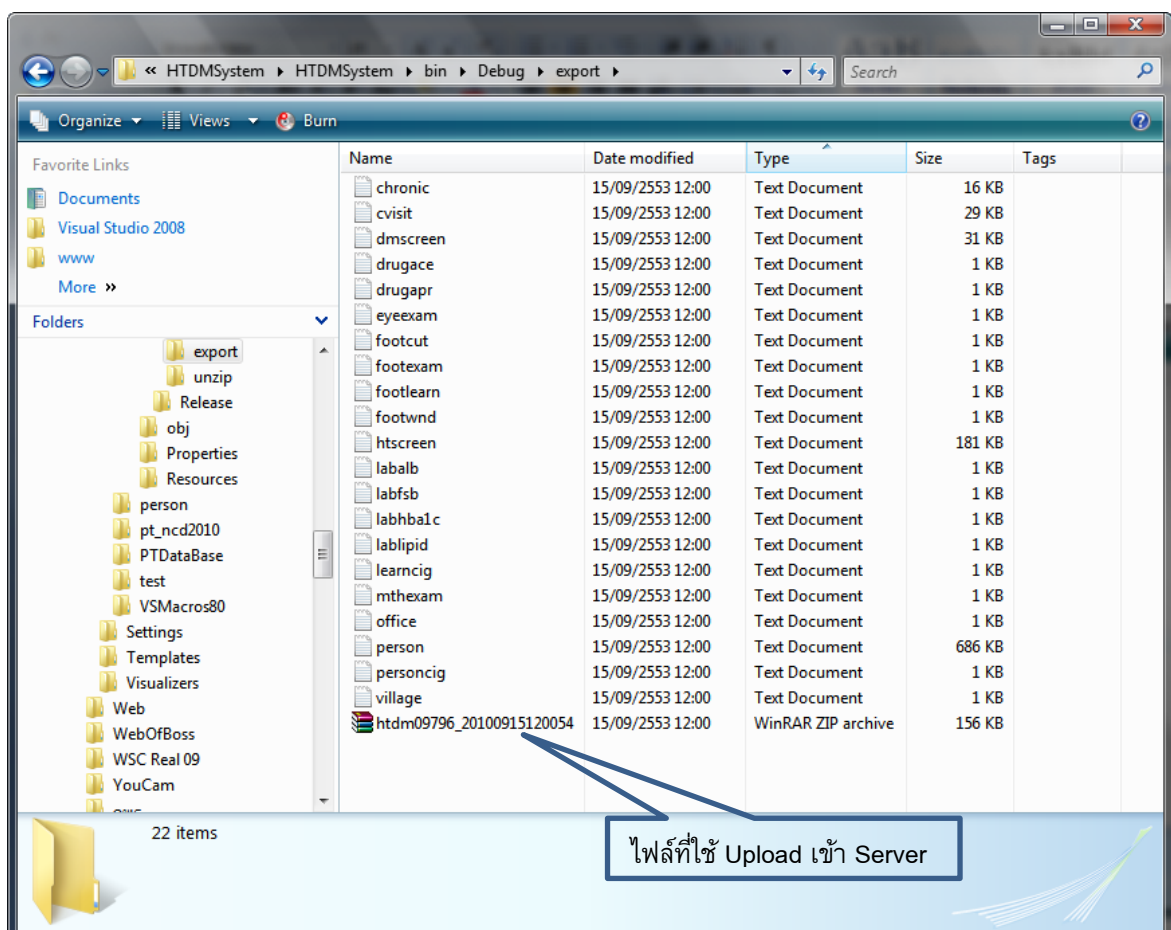 « HTDMSystem HTDMSystem bin Debug export Search
Organize Views Burn
Favorite Links
Documents
Visual Studio 2008
www
More »
Folders
export
unzip
Release
obj
Properties
Resources
person
pt_ncd2010
PTDataBase
test
VSMacros80
Settings
Templates
Visualizers
Web
WebOfBoss
WSC Real 09
YouCam
Name Date modified Type Size Tags
chronic 15/09/2553 12:00 Text Document 16 KB
cvisit 15/09/2553 12:00 Text Document 29 KB
dmscreen 15/09/2553 12:00 Text Document 31 KB
drugace 15/09/2553 12:00 Text Document 1 KB
drugapr 15/09/2553 12:00 Text Document 1 KB
eyeexam 15/09/2553 12:00 Text Document 1 KB
footcut 15/09/2553 12:00 Text Document 1 KB
footexam 15/09/2553 12:00 Text Document 1 KB
footlearn 15/09/2553 12:00 Text Document 1 KB
footwnd 15/09/2553 12:00 Text Document 1 KB
htscreen 15/09/2553 12:00 Text Document 181 KB
labalb 15/09/2553 12:00 Text Document 1 KB
labfsb 15/09/2553 12:00 Text Document 1 KB
labhba1c 15/09/2553 12:00 Text Document 1 KB
lablipid 15/09/2553 12:00 Text Document 1 KB
learncig 15/09/2553 12:00 Text Document 1 KB
mthexam 15/09/2553 12:00 Text Document 1 KB
office 15/09/2553 12:00 Text Document 1 KB
person 15/09/2553 12:00 Text Document 686 KB
personcig 15/09/2553 12:00 Text Document 1 KB
village 15/09/2553 12:00 Text Document 1 KB
htdm09796_20100915120054 15/09/2553 12:00 WinRAR ZIP archive 156 KB
22 items
ไฟล์ที่ใช้ Upload เข้า Server